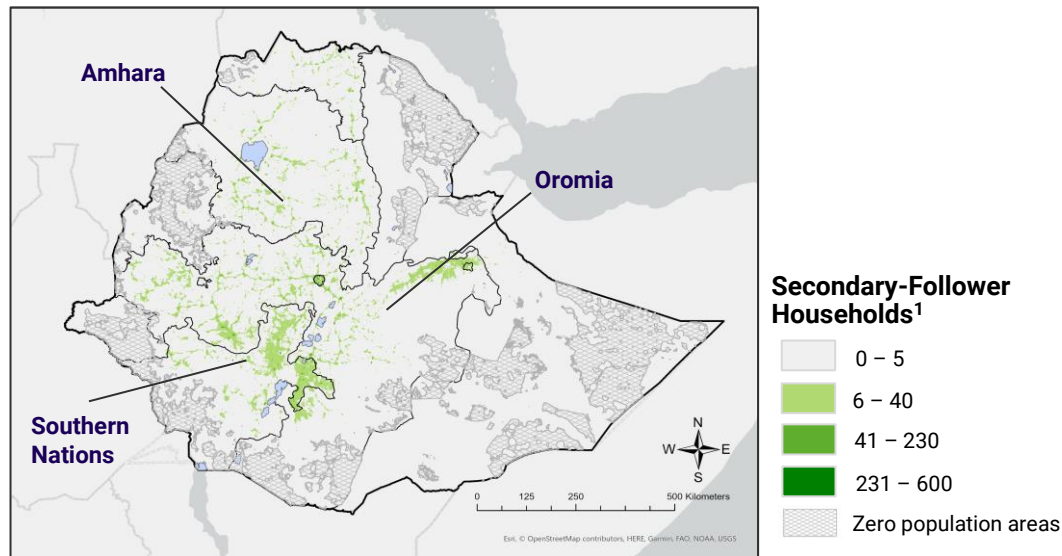 Amhara
Oromia
Southern
Nations
N
W E
S
0 125 250 500 Kilometers
Esri, © OpenStreetMap contributors, HERE, Garmin, FAO, NOAA, USGS
Secondary-Follower
Households¹
0 – 5
6 – 40
41 – 230
231 – 600
Zero population areas